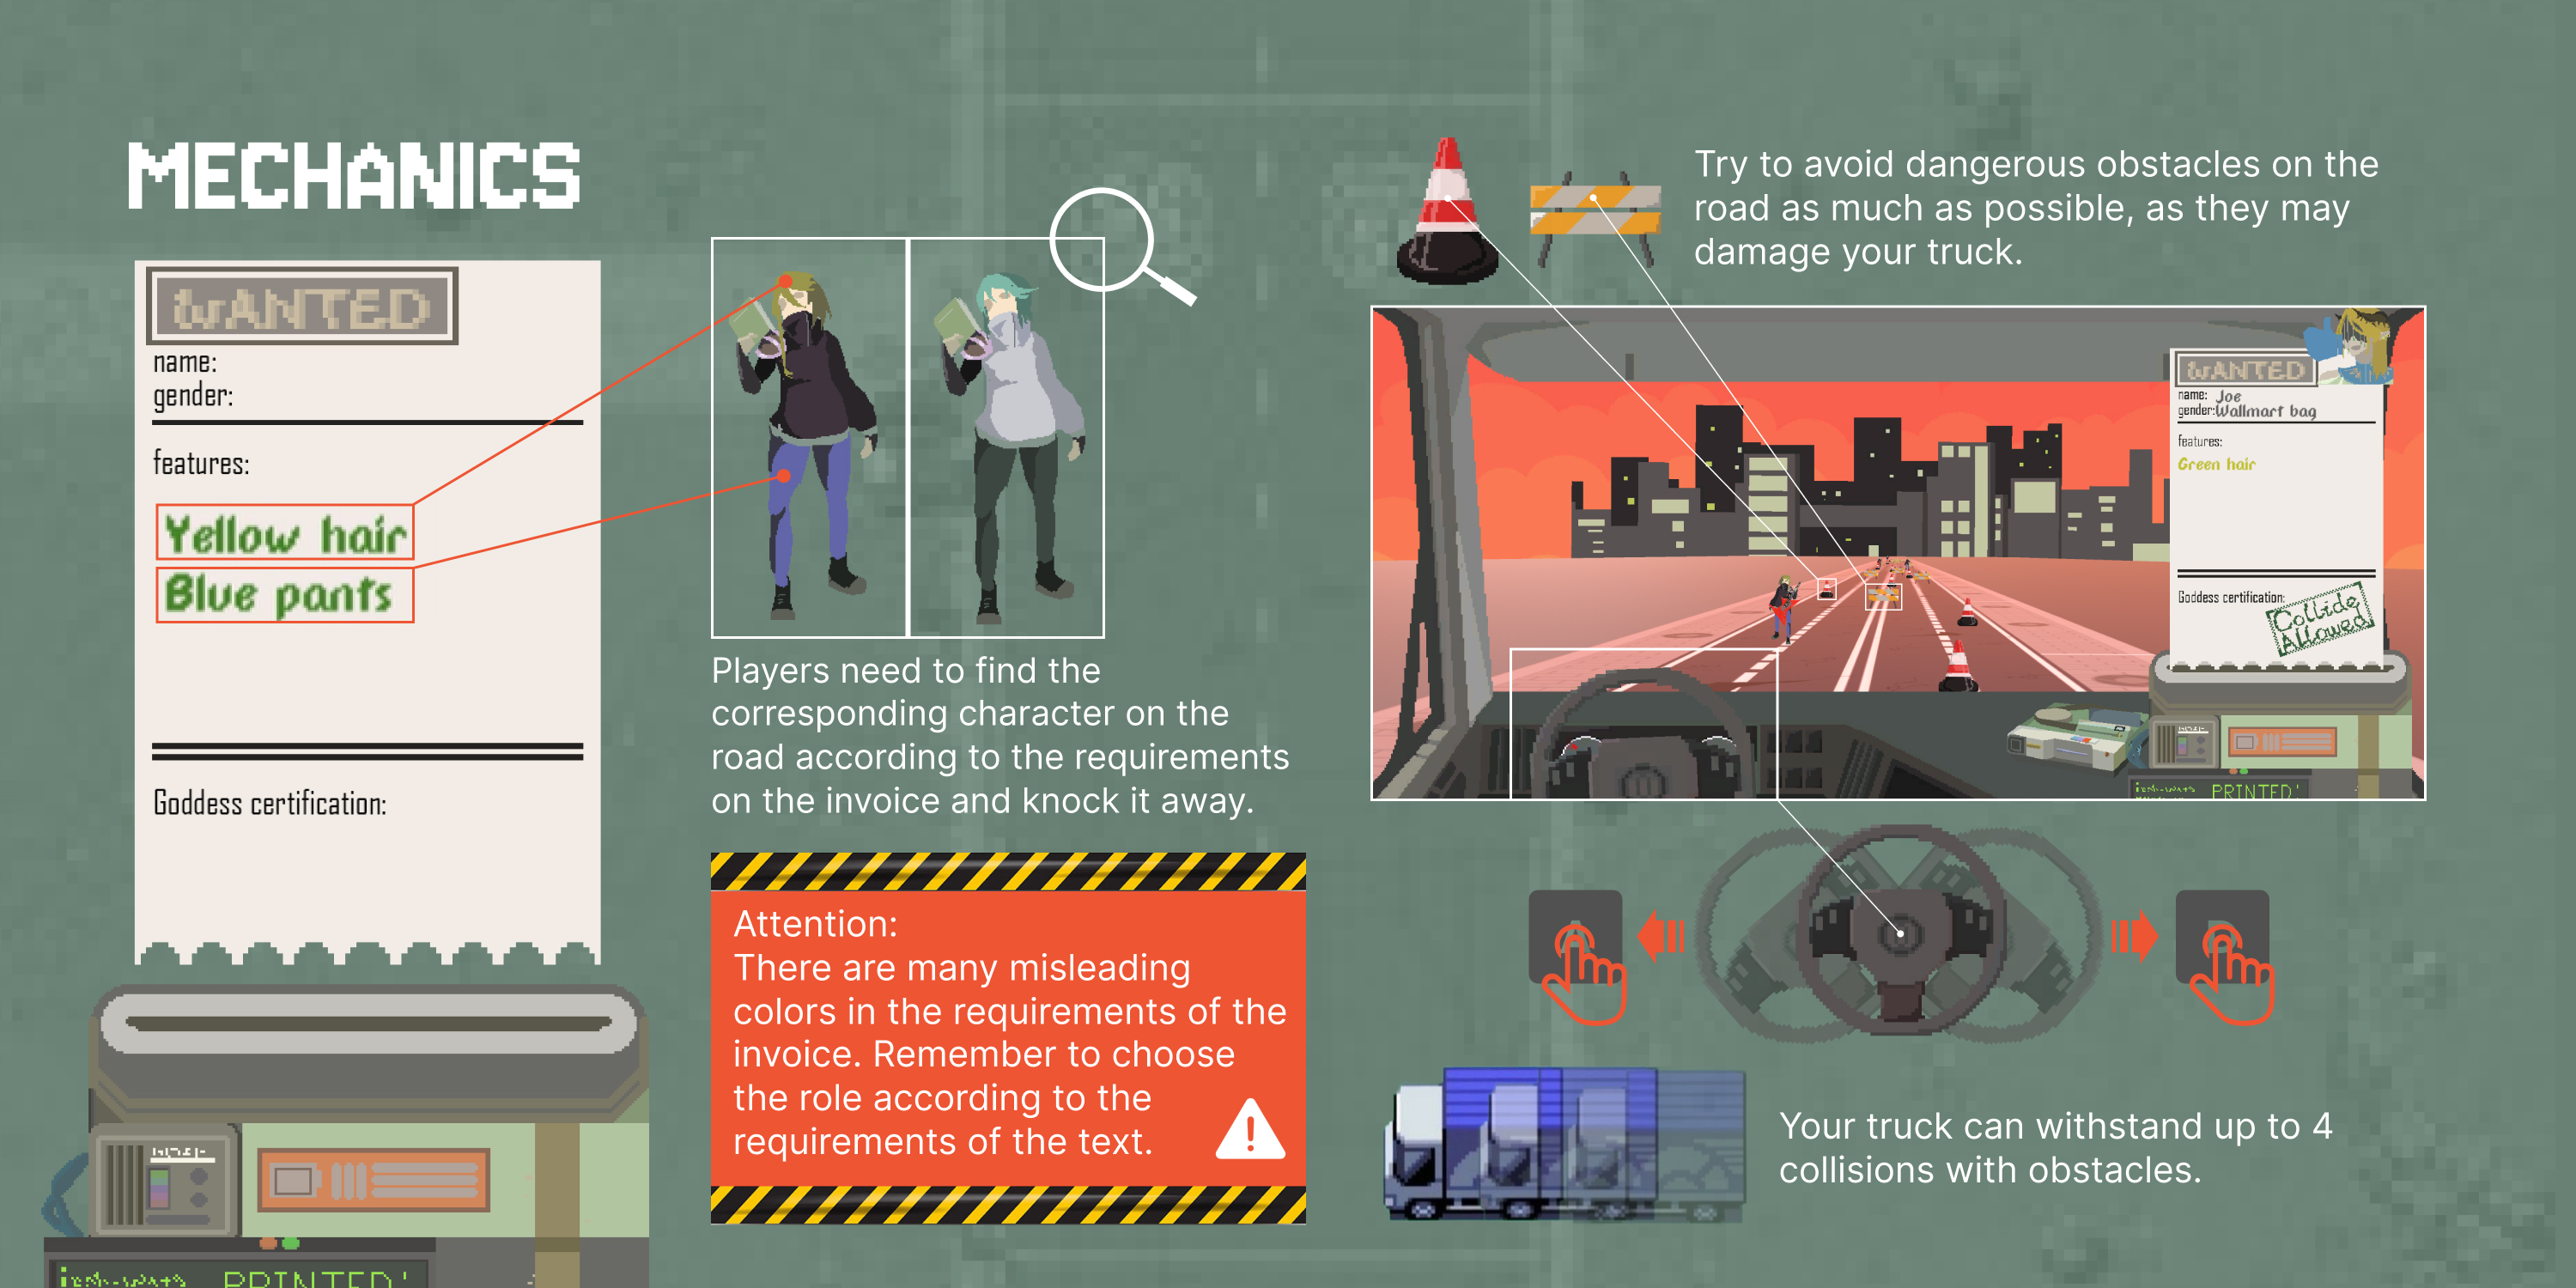 MECHANICS
WANTED
name:
gender:
features:
Yellow hair
Blue pants
Goddess certification:
PRINTED'
Players need to find the
corresponding character on the
road according to the requirements
on the invoice and knock it away.
Attention:
There are many misleading
colors in the requirements of the
invoice. Remember to choose
the role according to the
requirements of the text.
Try to avoid dangerous obstacles on the
road as much as possible, as they may
damage your truck.
WANTED
name: Joe
gender:Wallmart bag
features:
Green hair
Goddess certification:
Collide
Allowed
PRINTED'
Your truck can withstand up to 4
collisions with obstacles.